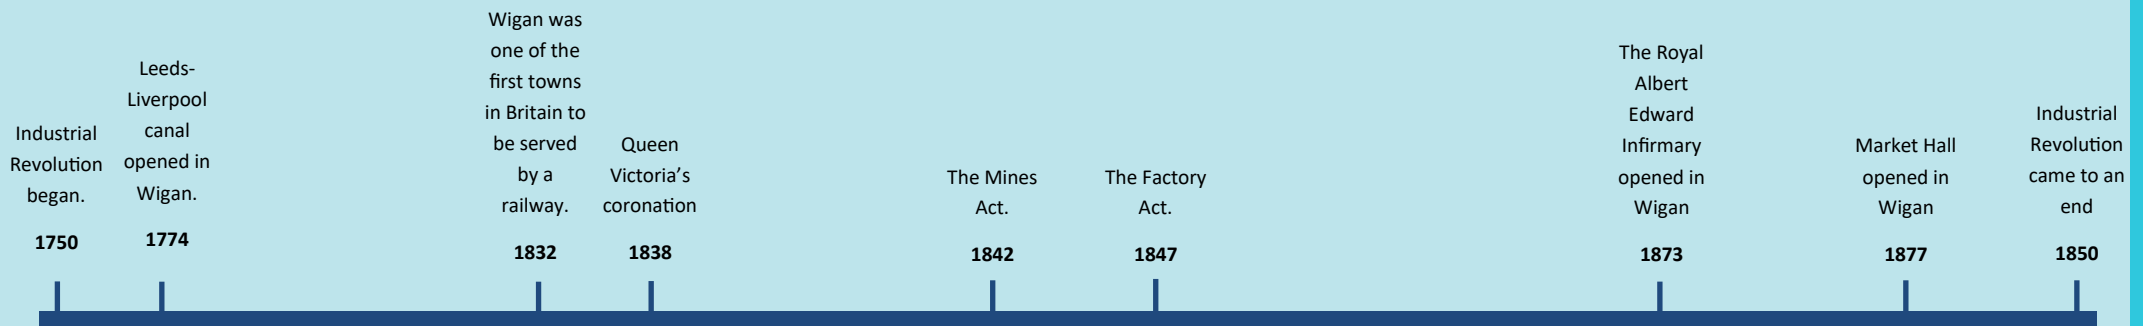 Industrial
Revolution
began.
1750
Leeds-
Liverpool
canal
opened in
Wigan.
1774
Wigan was
one of the
first towns
in Britain to
be served
by a
railway.
1832
Queen
Victoria’s
coronation
1838
The Mines
Act.
1842
The Factory
Act.
1847
The Royal
Albert
Edward
Infirmary
opened in
Wigan
1873
Market Hall
opened in
Wigan
1877
Industrial
Revolution
came to an
end
1850